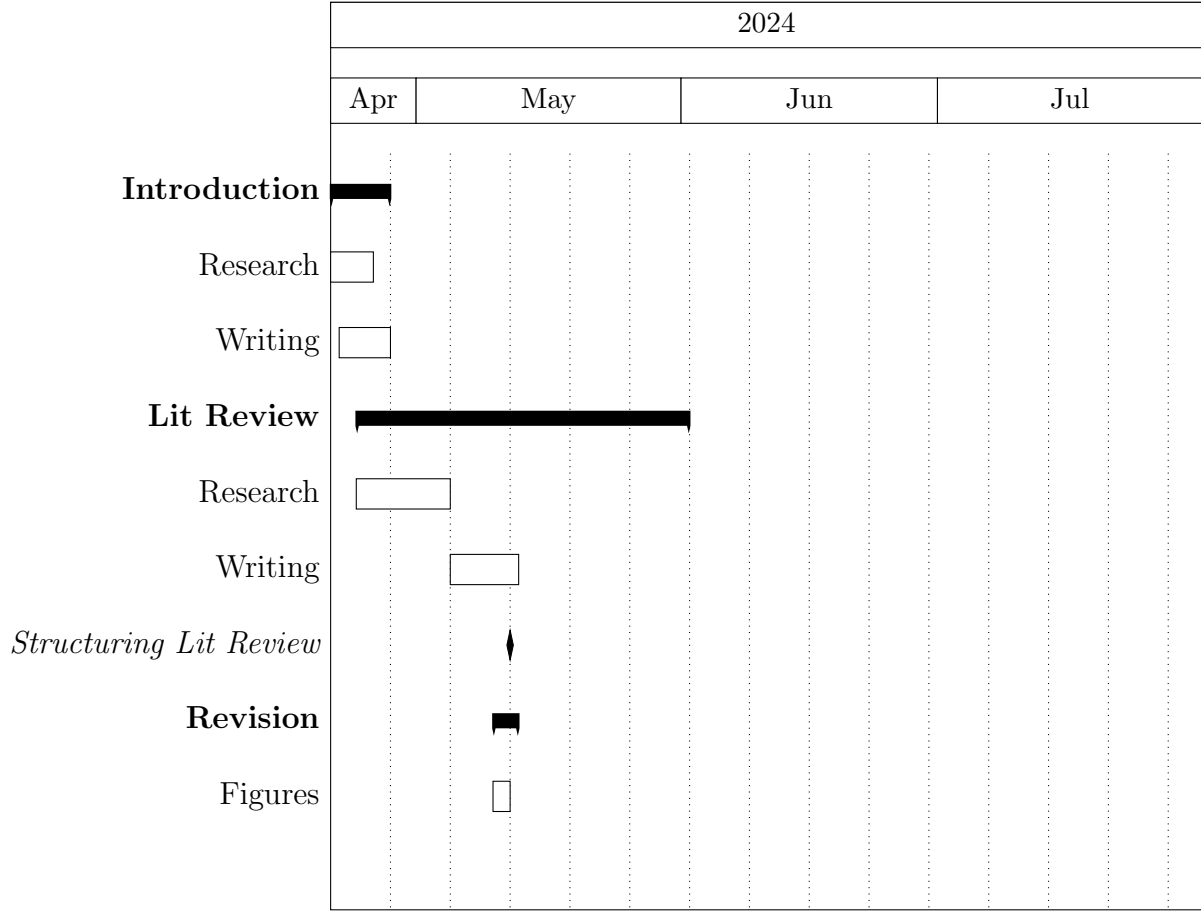 2024
Apr May Jun Jul
Introduction
Research
Writing
Lit Review
Research
Writing
Structuring Lit Review
Revision
Figures